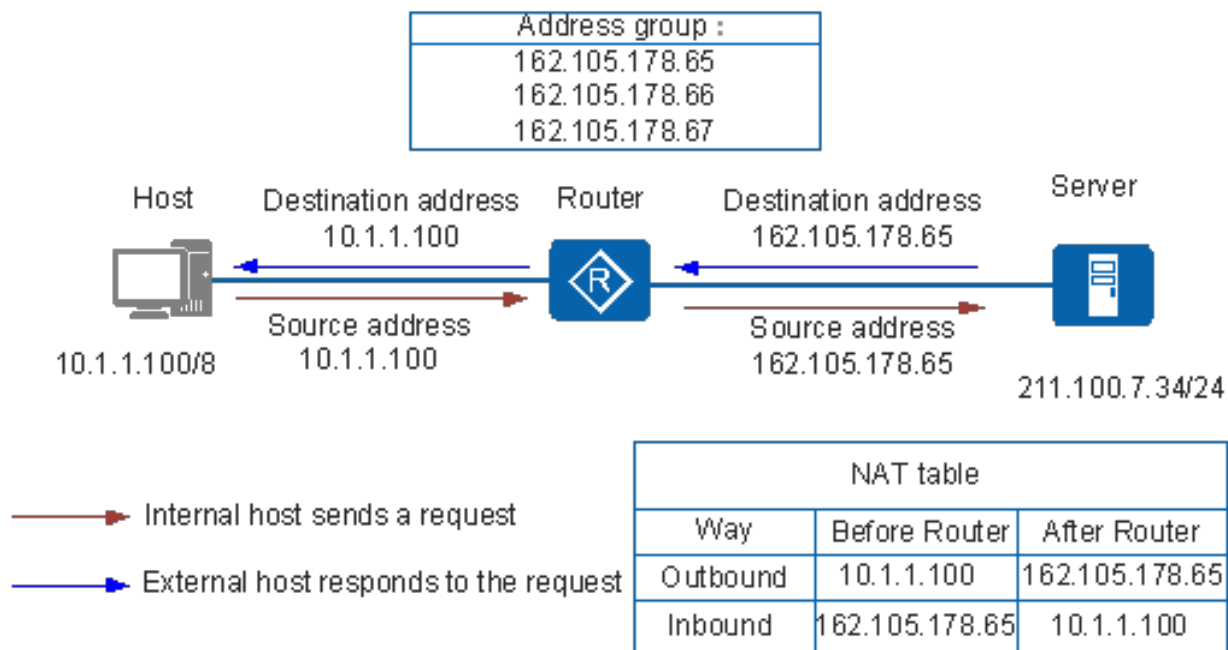 Address group :
162.105.178.65
162.105.178.66
162.105.178.67
Host
Destination address
10.1.1.100
Router
Destination address
162.105.178.65
Server
R
Source address
10.1.1.100
Source address
162.105.178.65
10.1.1.100/8
211.100.7.34/24
Internal host sends a request
External host responds to the request
NAT table
Way Before Router After Router
Outbound 10.1.1.100 162.105.178.65
Inbound 162.105.178.65 10.1.1.100